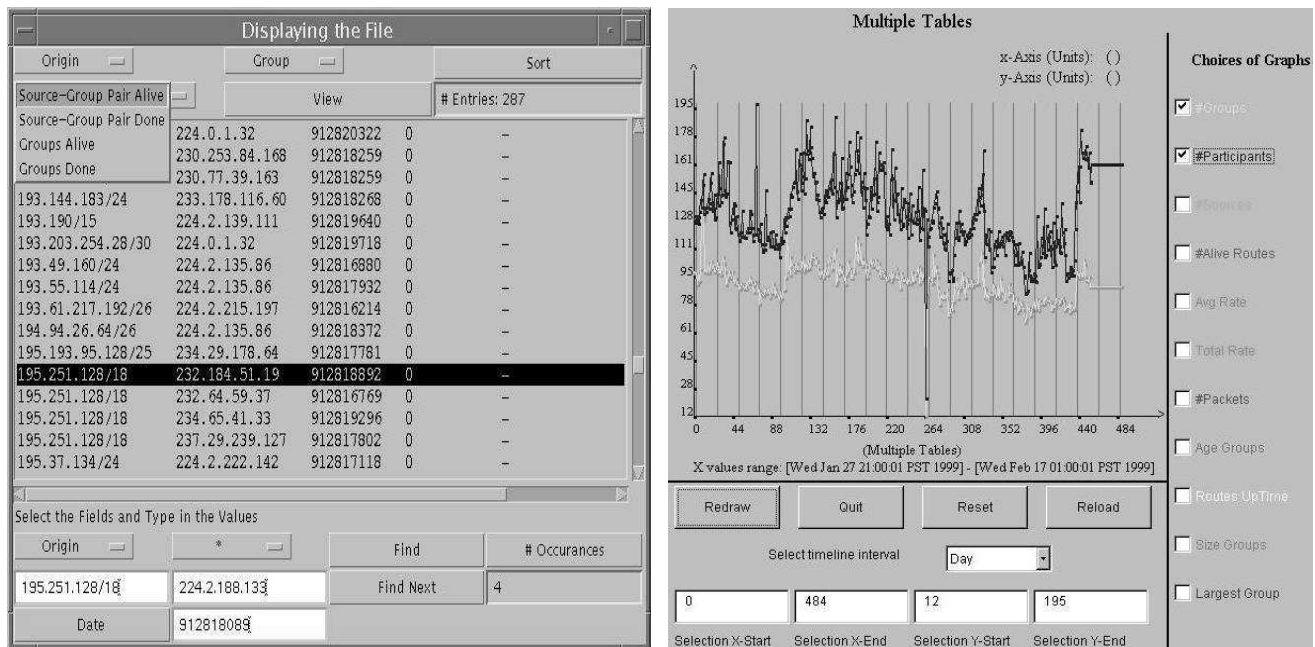 Displaying the File
Origin Group Sort
Source-Group Pair Alive View # Entries: 287
Source-Group Pair Done
Groups Alive
Groups Done
224.0.1.32 912820322 0 -
230.253.84.168 912818259 0 -
230.77.39.163 912818259 0 -
193.144.183/24 233.178.116.60 912818268 0 -
193.190/15 224.2.139.111 912819640 0 -
193.203.254.28/30 224.0.1.32 912819718 0 -
193.49.160/24 224.2.135.86 912816880 0 -
193.55.114/24 224.2.135.86 912817932 0 -
193.61.217.192/26 224.2.215.197 912816214 0 -
194.94.26.64/26 224.2.135.86 912818372 0 -
195.193.95.128/25 234.29.178.64 912817781 0 -
195.251.128/18 232.184.51.19 912818892 0 -
195.251.128/18 232.64.59.37 912816769 0 -
195.251.128/18 234.65.41.33 912819296 0 -
195.251.128/18 237.29.239.127 912817802 0 -
195.37.134/24 224.2.222.142 912817118 0 -
Select the Fields and Type in the Values
Origin * Find # Occurances
195.251.128/18 224.2.188.133 Find Next 4
Date 912818089
Multiple Tables
x-Axis (Units): ( )
y-Axis (Units): ( )
195
178
161
145
128
111
95
78
61
45
28
12
0 44 88 132 176 220 264 308 352 396 440 484
(Multiple Tables)
X values range: [Wed Jan 27 21:00:01 PST 1999] - [Wed Feb 17 01:00:01 PST 1999]
Redraw Quit Reset Reload
Select timeline interval Day
0 484 12 195
Selection X-Start Selection X-End Selection Y-Start Selection Y-End
Choices of Graphs
#Groups
#Participants
#Sources
#Alive Routes
Avg Rate
Total Rate
#Packets
Age Groups
Routes UpTime
Size Groups
Largest Group